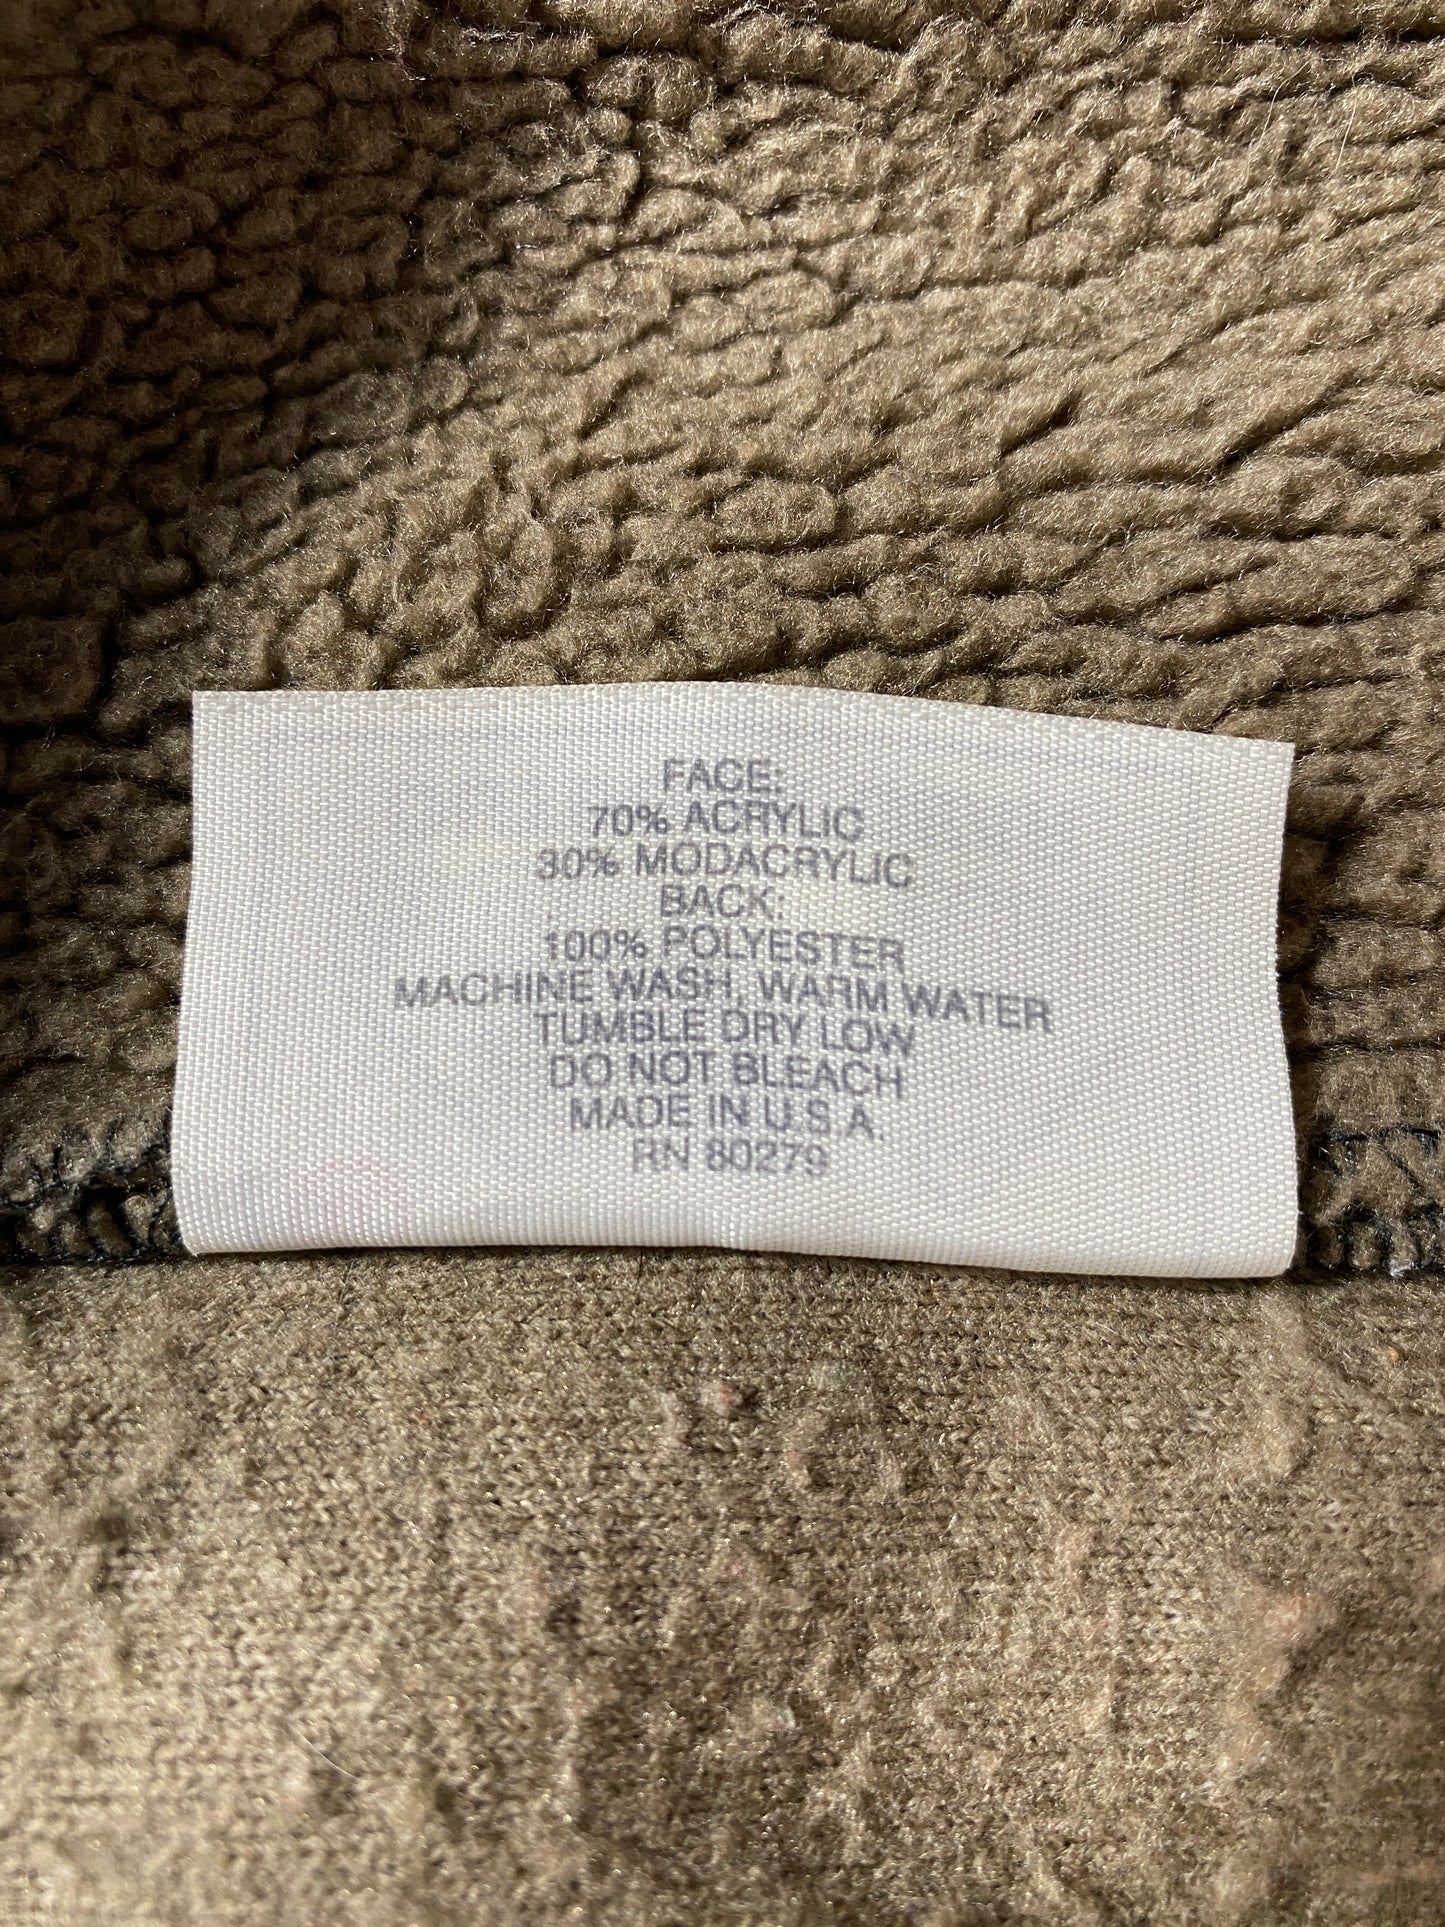 FACE:
70% ACRYLIC
30% MODACRYLIC
BACK:
100% POLYESTER
MACHINE WASH, WARM WATER
TUMBLE DRY LOW
DO NOT BLEACH
MADE IN U.S.A.
RN 80279